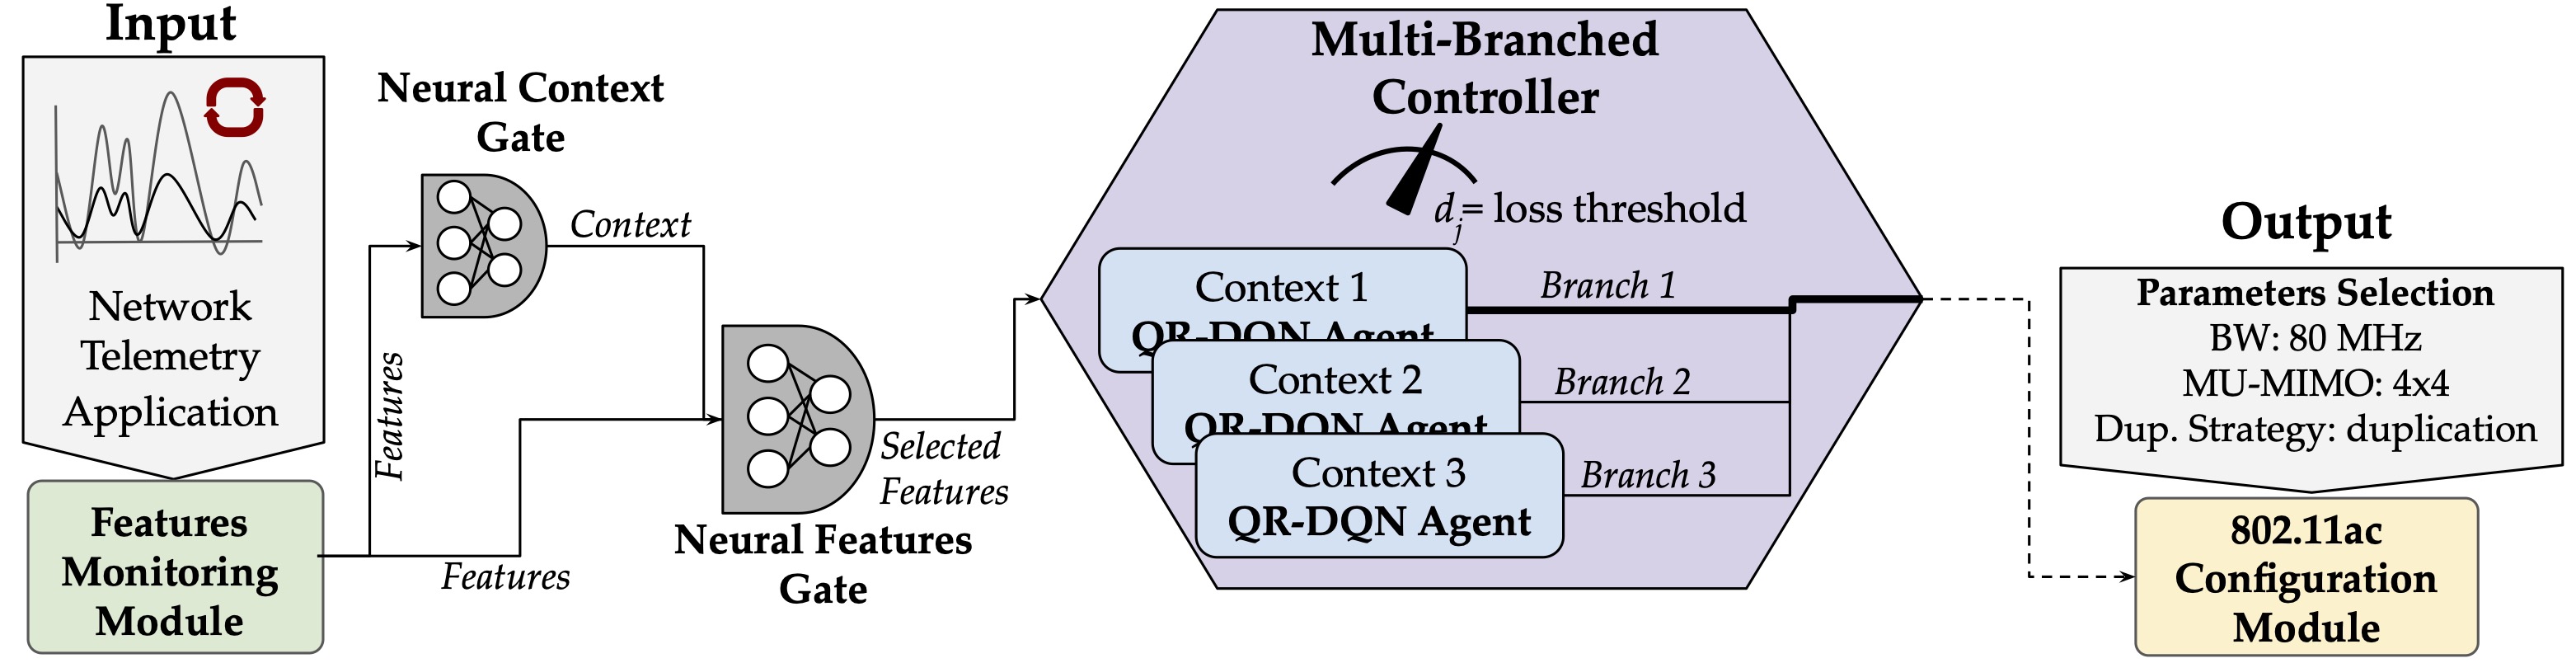 Input
Network
Telemetry
Application
Features
Monitoring
Module
Features
Features
Neural Context
Gate
Context
Neural Features
Gate
Selected
Features
Multi-Branched
Controller
dj= loss threshold
Context 1
QR-DQN Agent
Branch 1
Context 2
QR-DQN Agent
Branch 2
Context 3
QR-DQN Agent
Branch 3
Output
Parameters Selection
BW: 80 MHz
MU-MIMO: 4x4
Dup. Strategy: duplication
802.11ac
Configuration
Module